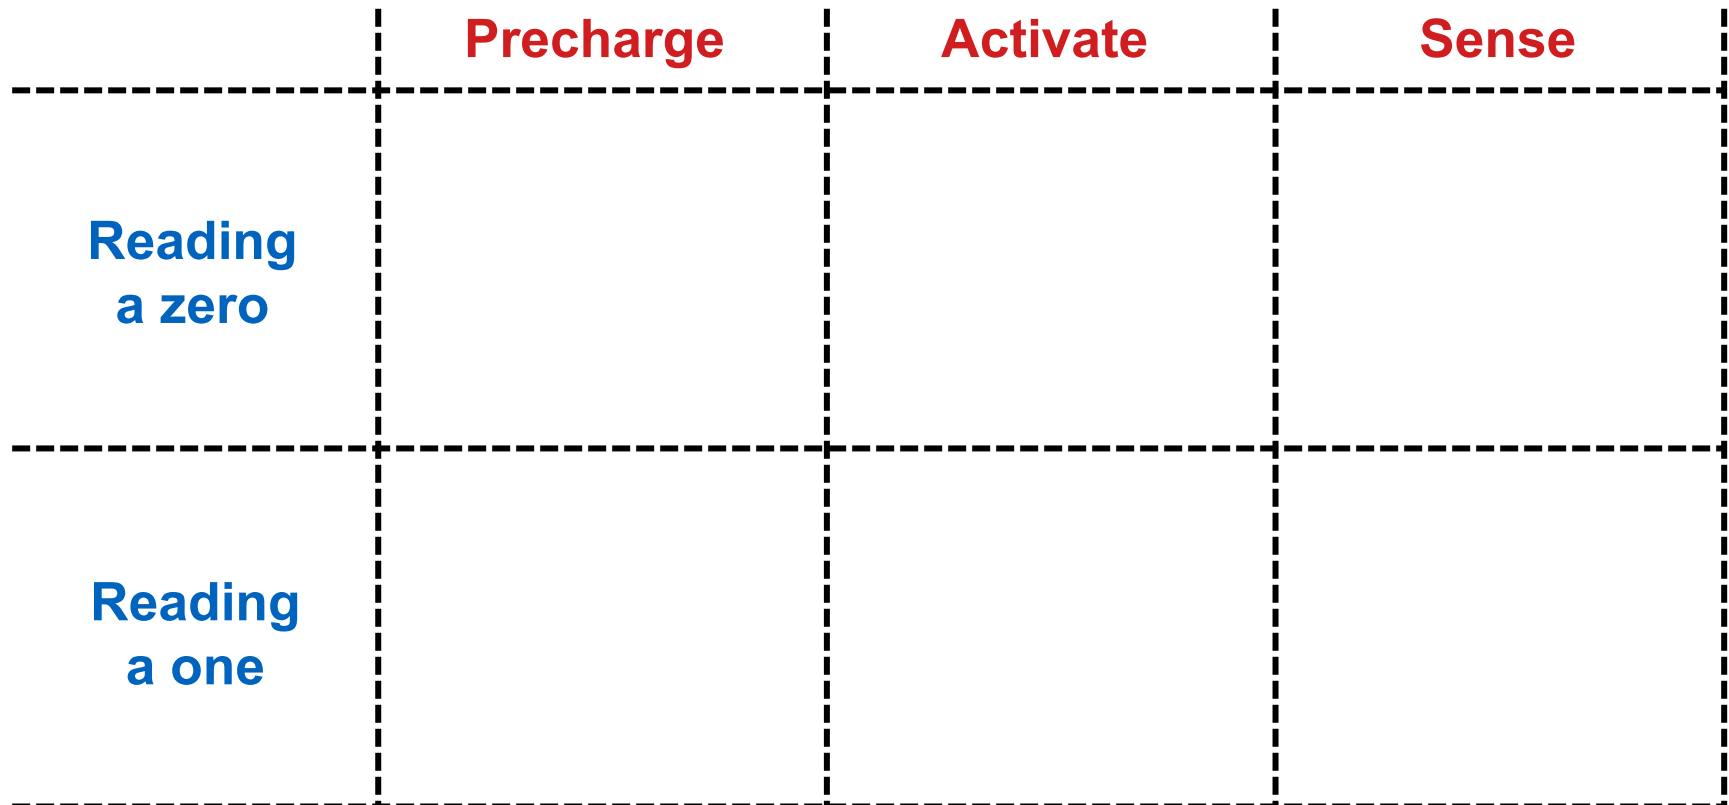 Precharge Activate Sense
Reading
a zero
Reading
a one